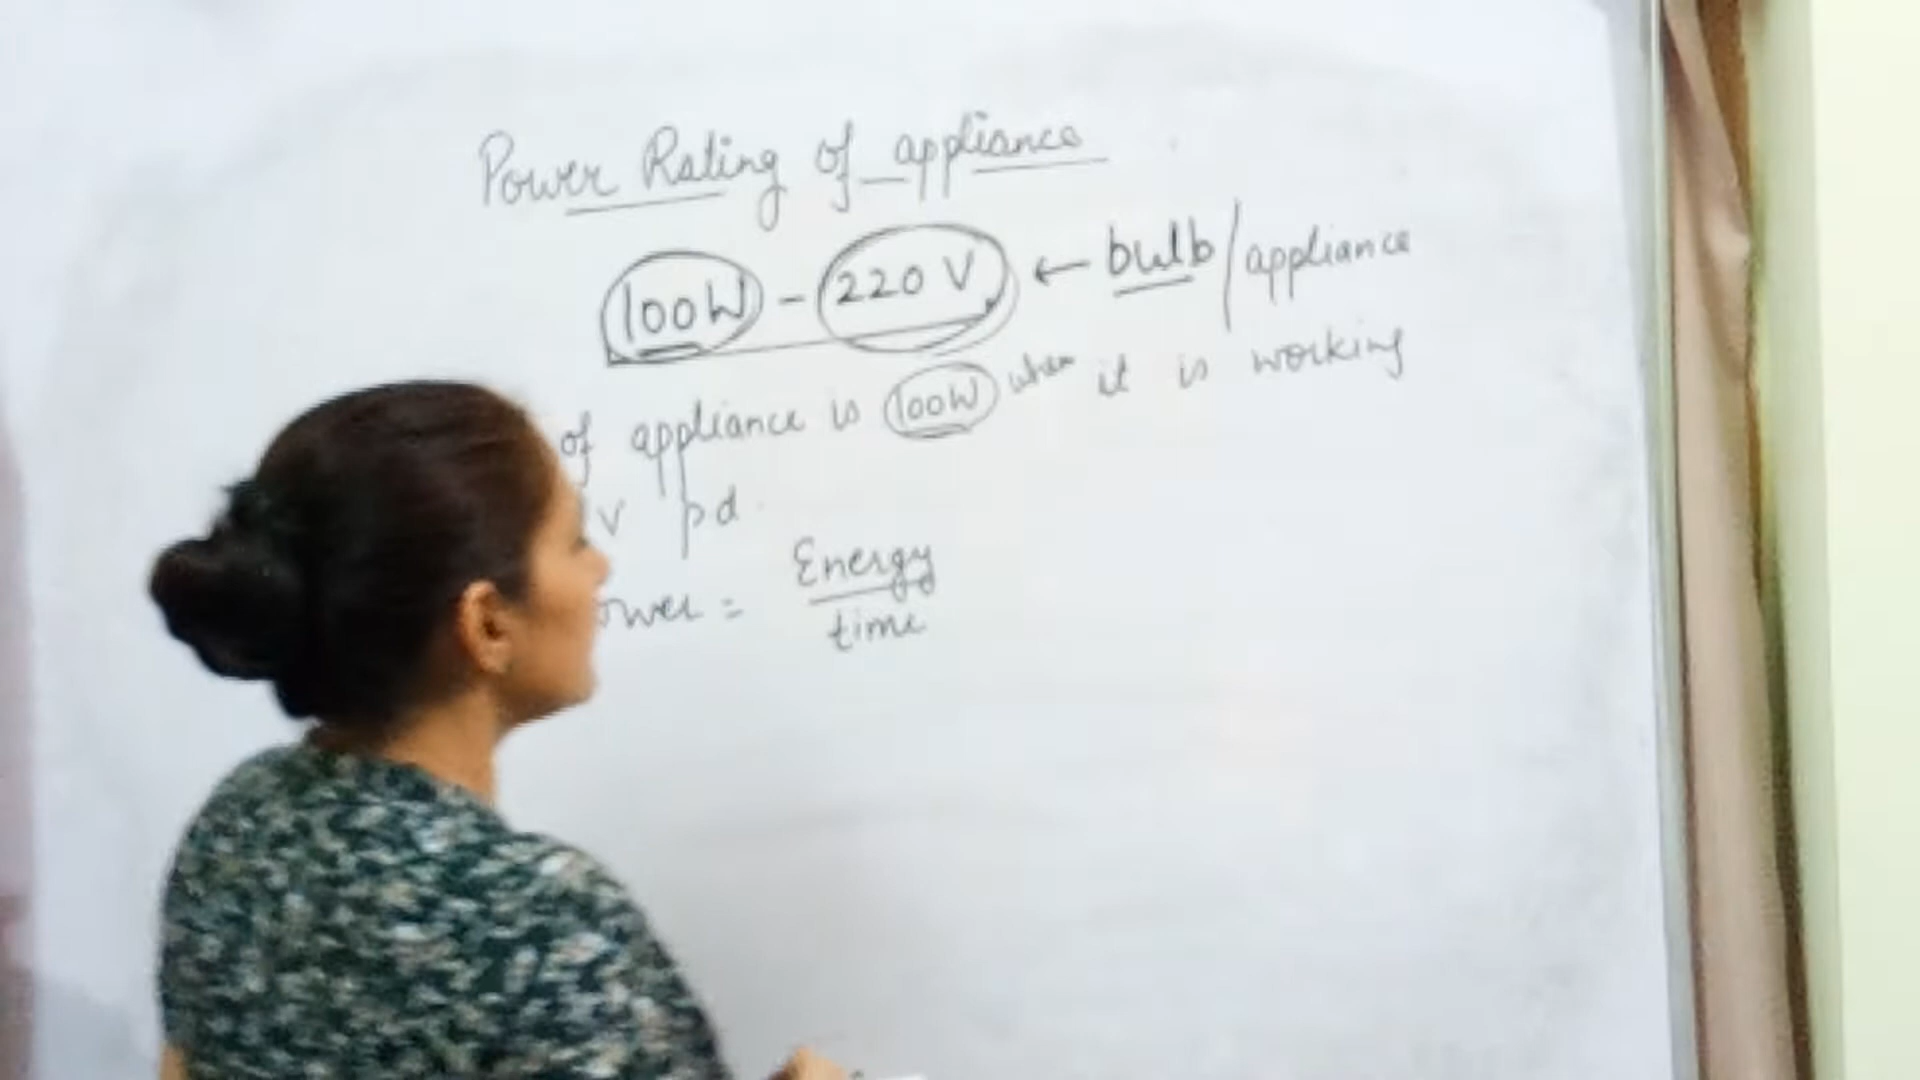 Power Rating of appliance
100W - 220 V ← bulb / appliance
of appliance is 100W when it is working
V pd
ower = Energy
time